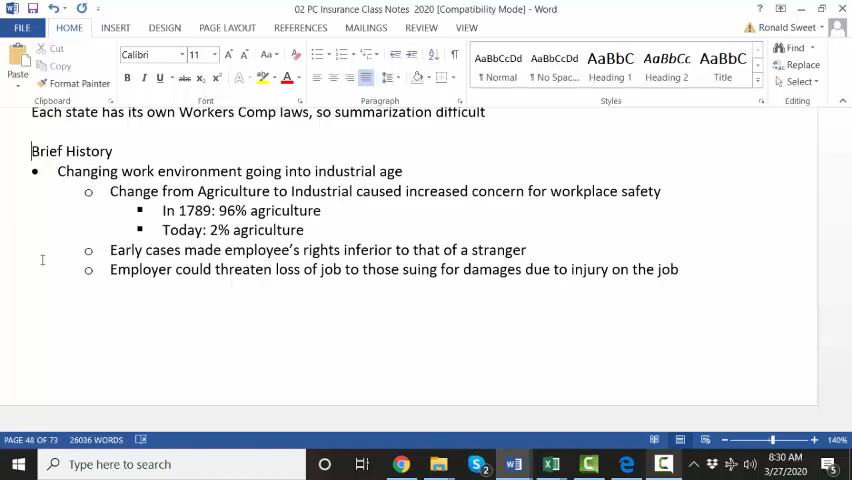 02 PC Insurance Class Notes  2020 [Compatibility Mode] - Word
FILE HOME INSERT DESIGN PAGE LAYOUT REFERENCES MAILINGS REVIEW VIEW Ronald Sweet
Paste Cut Copy Format Painter
Calibri 11
AaBbCcDd AaBbCcDd AaBbC AaBbCc AaBbC
¶ Normal ¶ No Spac... Heading 1 Heading 2 Title
Find Replace Select
Clipboard Font Paragraph Styles Editing
Each state has its own Workers Comp laws, so summarization difficult
Brief History
• Changing work environment going into industrial age
o Change from Agriculture to Industrial caused increased concern for workplace safety
▪ In 1789: 96% agriculture
▪ Today: 2% agriculture
o Early cases made employee's rights inferior to that of a stranger
o Employer could threaten loss of job to those suing for damages due to injury on the job
PAGE 48 OF 73 26036 WORDS 140%
Type here to search
8:30 AM
3/27/2020